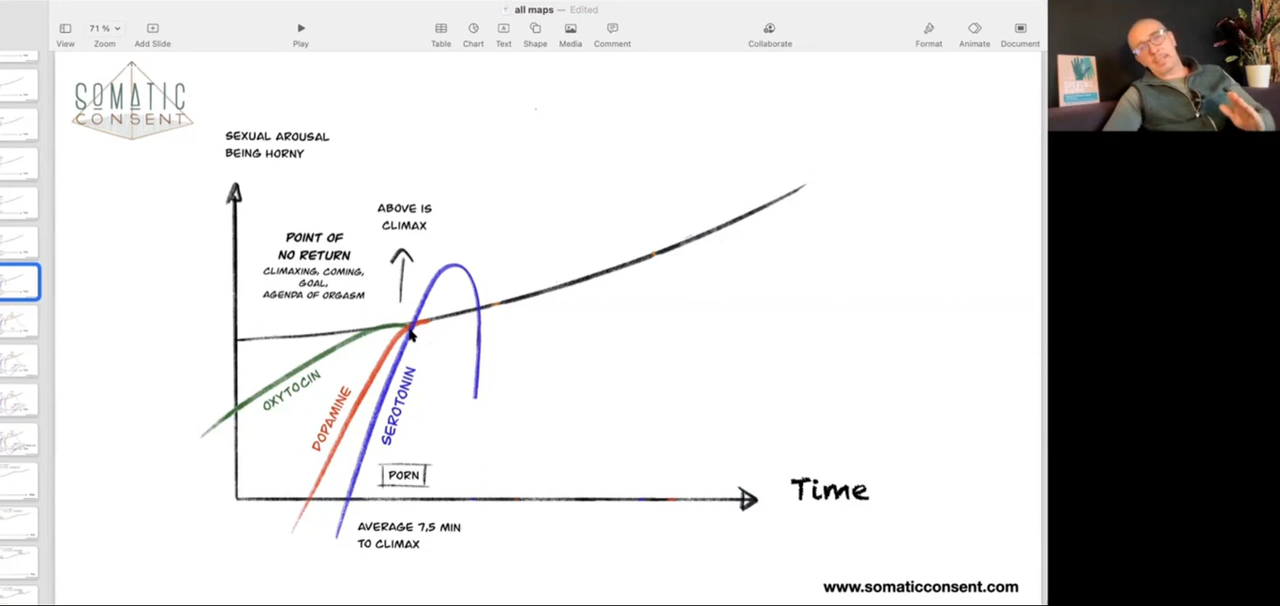 all maps — Edited
71 %
View
Zoom
Add Slide
Play
Table
Chart
Text
Shape
Media
Comment
Collaborate
Format
Animate
Document
SOMATIC
CONSENT
SEXUAL AROUSAL
BEING HORNY
ABOVE IS
CLIMAX
POINT OF
NO RETURN
CLIMAXING, COMING,
GOAL,
AGENDA OF ORGASM
OXYTOCIN
DOPAMINE
SEROTONIN
PORN
Time
AVERAGE 7,5 MIN
TO CLIMAX
www.somaticconsent.com